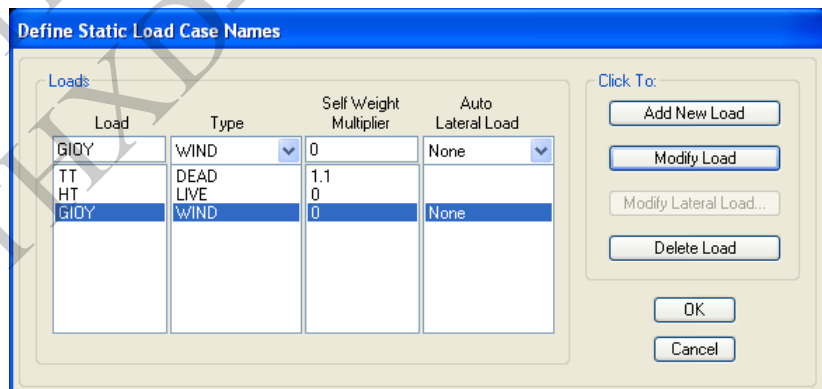 Define Static Load Case Names
Loads
Click To:
Load Type Self Weight Multiplier Auto Lateral Load
GIOY WIND 0 None
TT DEAD 1.1
HT LIVE 0
GIOY WIND 0 None
Add New Load
Modify Load
Modify Lateral Load...
Delete Load
OK
Cancel